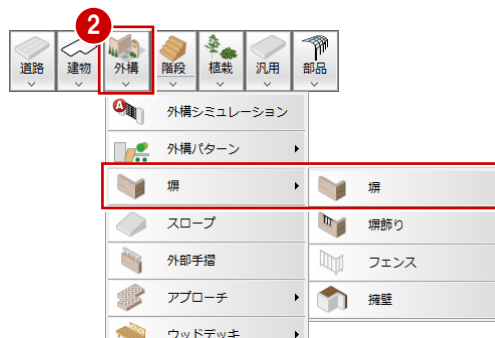 2
道路 建物 外構 階段 植栽 汎用 部品
A 外構シミュレーション
外構パターン
塀 塀
スロープ 塀飾り
外部手摺 フェンス
アプローチ 擁壁
ウッドデッキ